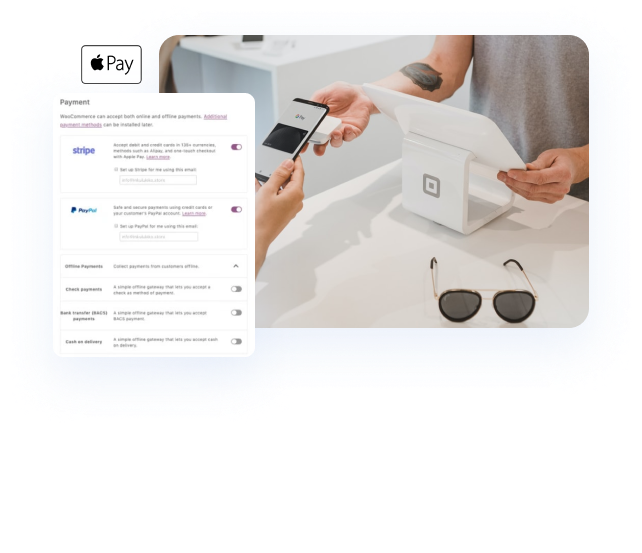 Pay
Payment
WooCommerce can accept both online and offline payments. Additional
payment methods can be installed later.
stripe
Accept debit and credit cards in 135+ currencies,
methods such as Alipay, and one-touch checkout
with Apple Pay. Learn more.
Set up Stripe for me using this email:
PayPal
Safe and secure payments using credit cards or
your customer's PayPal account. Learn more.
Set up PayPal for me using this email:
Offline Payments
Collect payments from customers offline.
Check payments
A simple offline gateway that lets you accept a
check as method of payment.
Bank transfer (BACS)
payments
A simple offline gateway that lets you accept
BACS payment.
Cash on delivery
A simple offline gateway that lets you accept cash
on delivery.
G Pay